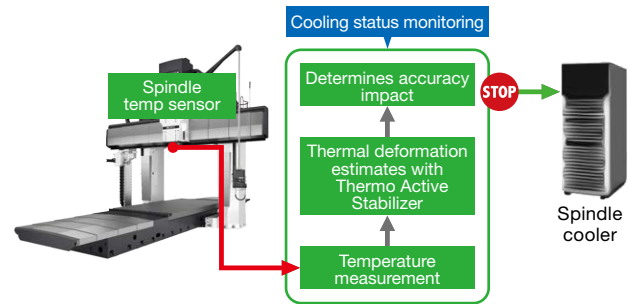 Cooling status monitoring
Spindle
temp sensor
Determines accuracy
impact
STOP
Thermal deformation
estimates with
Thermo Active
Stabilizer
Temperature
measurement
Spindle
cooler